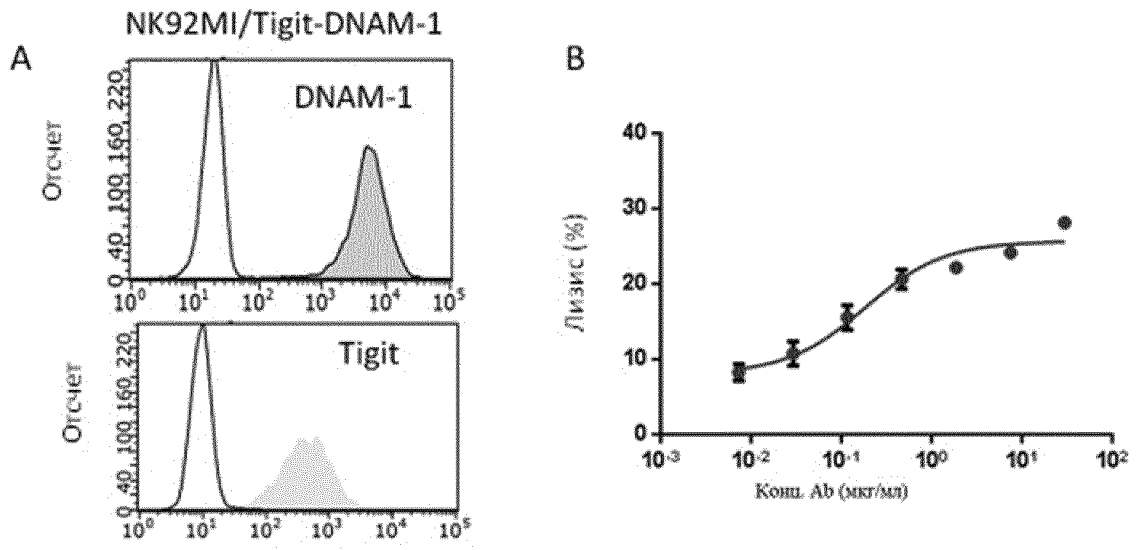 NK92MI/Tigit-DNAM-1
A
DNAM-1
Отсчет
0 40 100 160 220
10⁰ 10¹ 10² 10³ 10⁴ 10⁵
Tigit
Отсчет
0 40 100 160 220
10⁰ 10¹ 10² 10³ 10⁴ 10⁵
B
Лизис (%)
40
30
20
10
0
10⁻³ 10⁻² 10⁻¹ 10⁰ 10¹ 10²
Конц. Ab (мкг/мл)